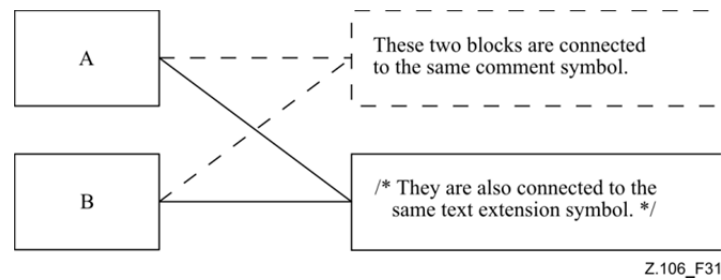 A
These two blocks are connected
to the same comment symbol.
B
/* They are also connected to the
same text extension symbol. */
Z.106_F31